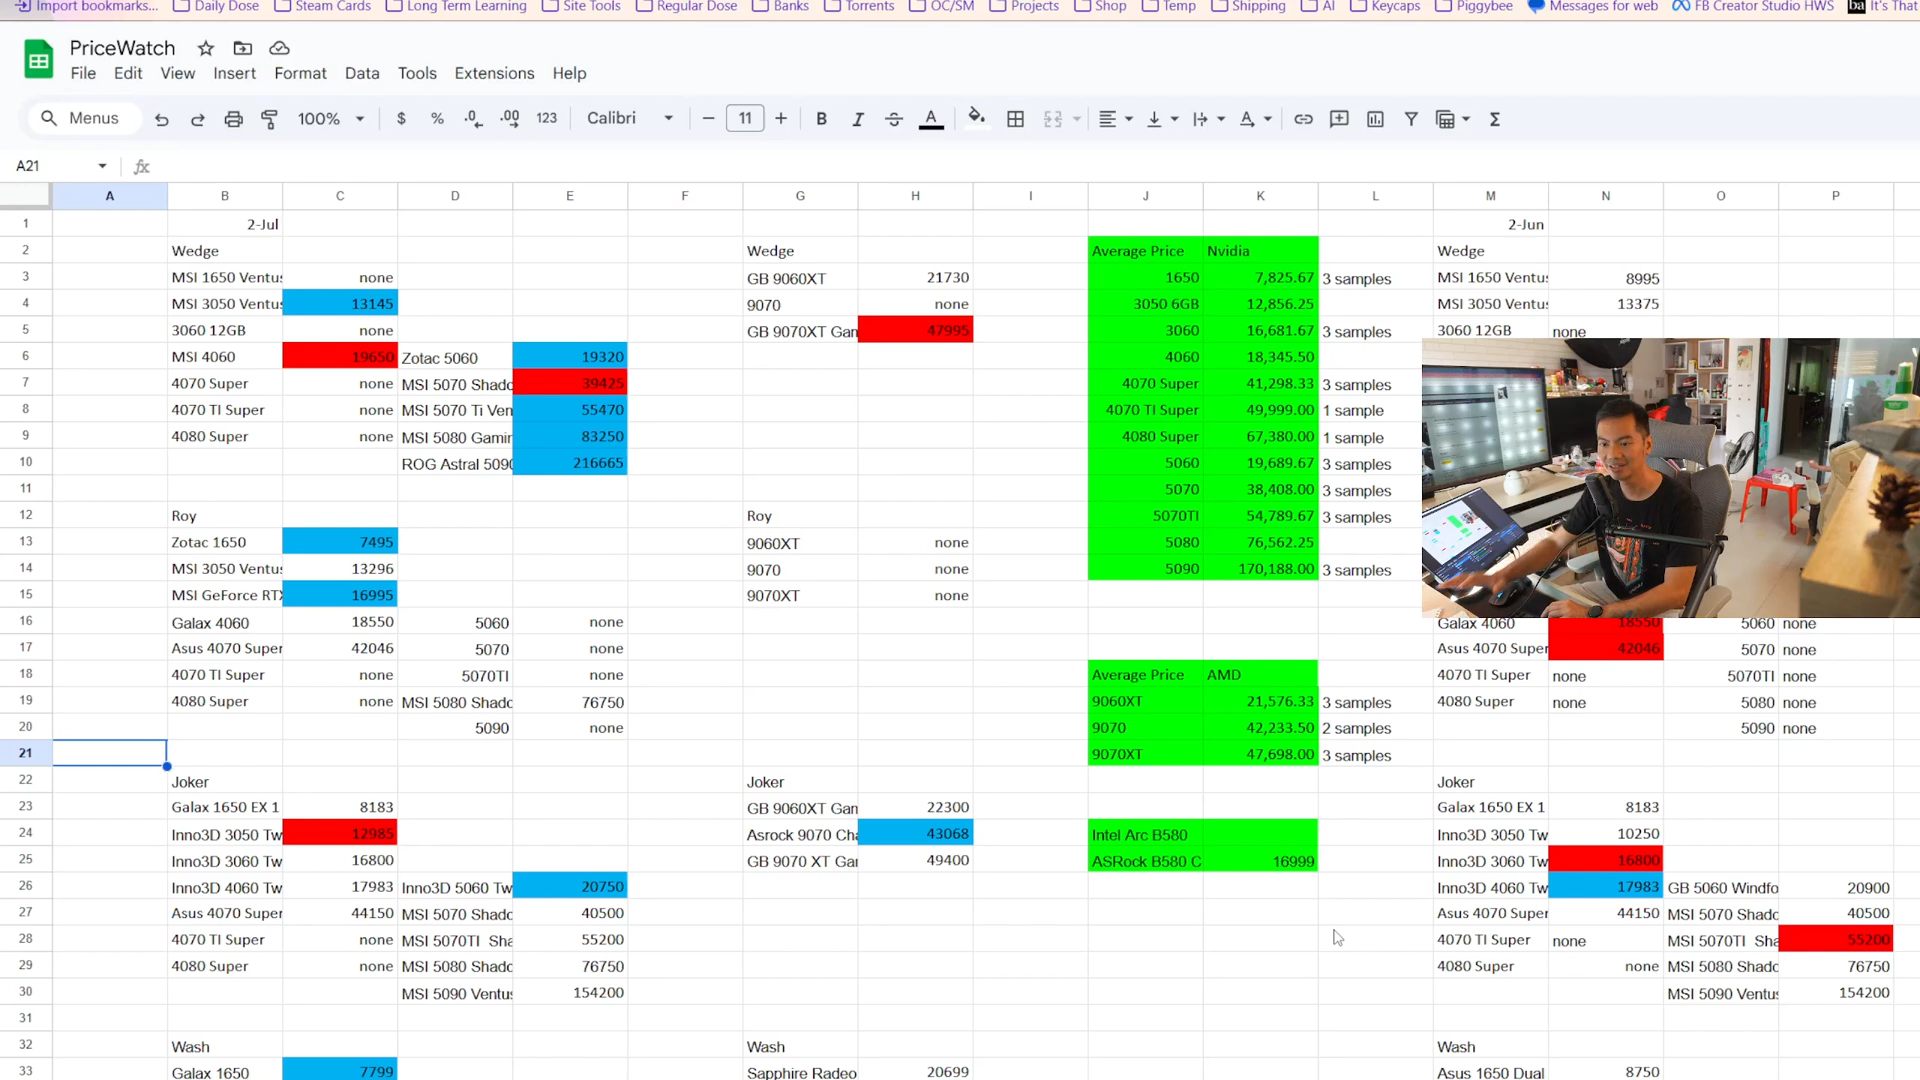 Import bookmarks... Daily Dose Steam Cards Long Term Learning Site Tools Regular Dose Banks Torrents OC/SM Projects Shop Temp Shipping AI Keycaps Piggybee Messages for web FB Creator Studio HWS ba It's That
PriceWatch
File Edit View Insert Format Data Tools Extensions Help
Menus 100% $ % .0 .00 123 Calibri 11 B I A
A21 fx
A B C D E F G H I J K L M N O P
1 2-Jul 2-Jun
2 Wedge Wedge Average Price Nvidia Wedge
3 MSI 1650 Ventus none GB 9060XT 21730 1650 7,825.67 3 samples MSI 1650 Ventus 8995
4 MSI 3050 Ventus 13145 9070 none 3050 6GB 12,856.25 MSI 3050 Ventus 13375
5 3060 12GB none GB 9070XT Gam 47995 3060 16,681.67 3 samples 3060 12GB none
6 MSI 4060 19650 Zotac 5060 19320 4060 18,345.50
7 4070 Super none MSI 5070 Shado 39425 4070 Super 41,298.33 3 samples
8 4070 TI Super none MSI 5070 Ti Ven 55470 4070 TI Super 49,999.00 1 sample
9 4080 Super none MSI 5080 Gamin 83250 4080 Super 67,380.00 1 sample
10 ROG Astral 5090 216665 5060 19,689.67 3 samples
11 5070 38,408.00 3 samples
12 Roy Roy 5070TI 54,789.67 3 samples
13 Zotac 1650 7495 9060XT none 5080 76,562.25
14 MSI 3050 Ventus 13296 9070 none 5090 170,188.00 3 samples
15 MSI GeForce RTX 16995 9070XT none
16 Galax 4060 18550 5060 none Galax 4060 18550 5060 none
17 Asus 4070 Super 42046 5070 none Asus 4070 Super 42046 5070 none
18 4070 TI Super none 5070TI none Average Price AMD 4070 TI Super none 5070TI none
19 4080 Super none MSI 5080 Shado 76750 9060XT 21,576.33 3 samples 4080 Super none 5080 none
20 5090 none 9070 42,233.50 2 samples 5090 none
21 9070XT 47,698.00 3 samples
22 Joker Joker Joker
23 Galax 1650 EX 1 8183 GB 9060XT Gam 22300 Galax 1650 EX 1 8183
24 Inno3D 3050 Tw 12985 Asrock 9070 Cha 43068 Intel Arc B580 Inno3D 3050 Tw 10250
25 Inno3D 3060 Tw 16800 GB 9070 XT Gar 49400 ASRock B580 C 16999 Inno3D 3060 Tw 16800
26 Inno3D 4060 Tw 17983 Inno3D 5060 Tw 20750 Inno3D 4060 Tw 17983 GB 5060 Windfo 20900
27 Asus 4070 Super 44150 MSI 5070 Shado 40500 Asus 4070 Super 44150 MSI 5070 Shado 40500
28 4070 TI Super none MSI 5070TI Sha 55200 4070 TI Super none MSI 5070TI Sha 55200
29 4080 Super none MSI 5080 Shado 76750 4080 Super none MSI 5080 Shado 76750
30 MSI 5090 Ventus 154200 MSI 5090 Ventus 154200
31
32 Wash Wash Wash
33 Galax 1650 7799 Sapphire Radeo 20699 Asus 1650 Dual 8750